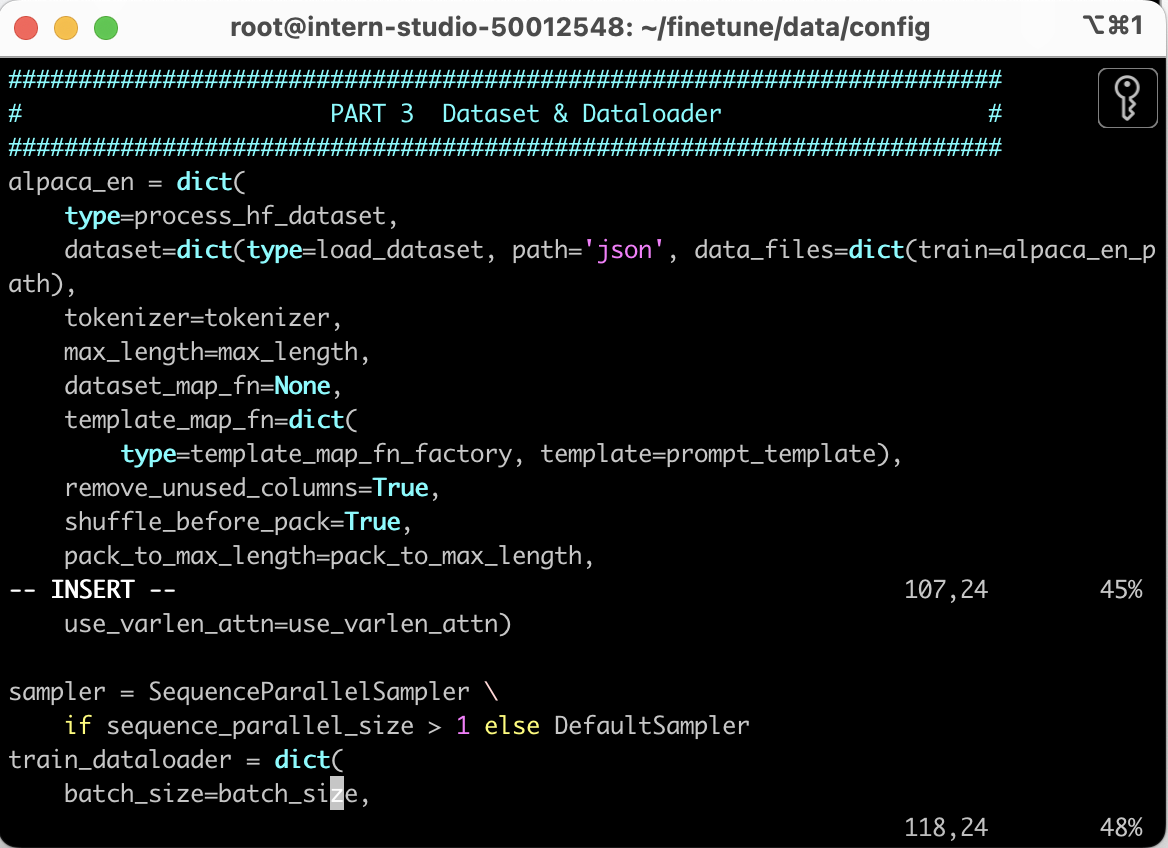 root@intern-studio-50012548: ~/finetune/data/config ⌥⌘1
#######################################################################
#                      PART 3  Dataset & Dataloader                   #
#######################################################################
alpaca_en = dict(
    type=process_hf_dataset,
    dataset=dict(type=load_dataset, path='json', data_files=dict(train=alpaca_en_p
ath),
    tokenizer=tokenizer,
    max_length=max_length,
    dataset_map_fn=None,
    template_map_fn=dict(
        type=template_map_fn_factory, template=prompt_template),
    remove_unused_columns=True,
    shuffle_before_pack=True,
    pack_to_max_length=pack_to_max_length,
-- INSERT --                                                    107,24        45%
    use_varlen_attn=use_varlen_attn)

sampler = SequenceParallelSampler \
    if sequence_parallel_size > 1 else DefaultSampler
train_dataloader = dict(
    batch_size=batch_size,
                                                                118,24        48%